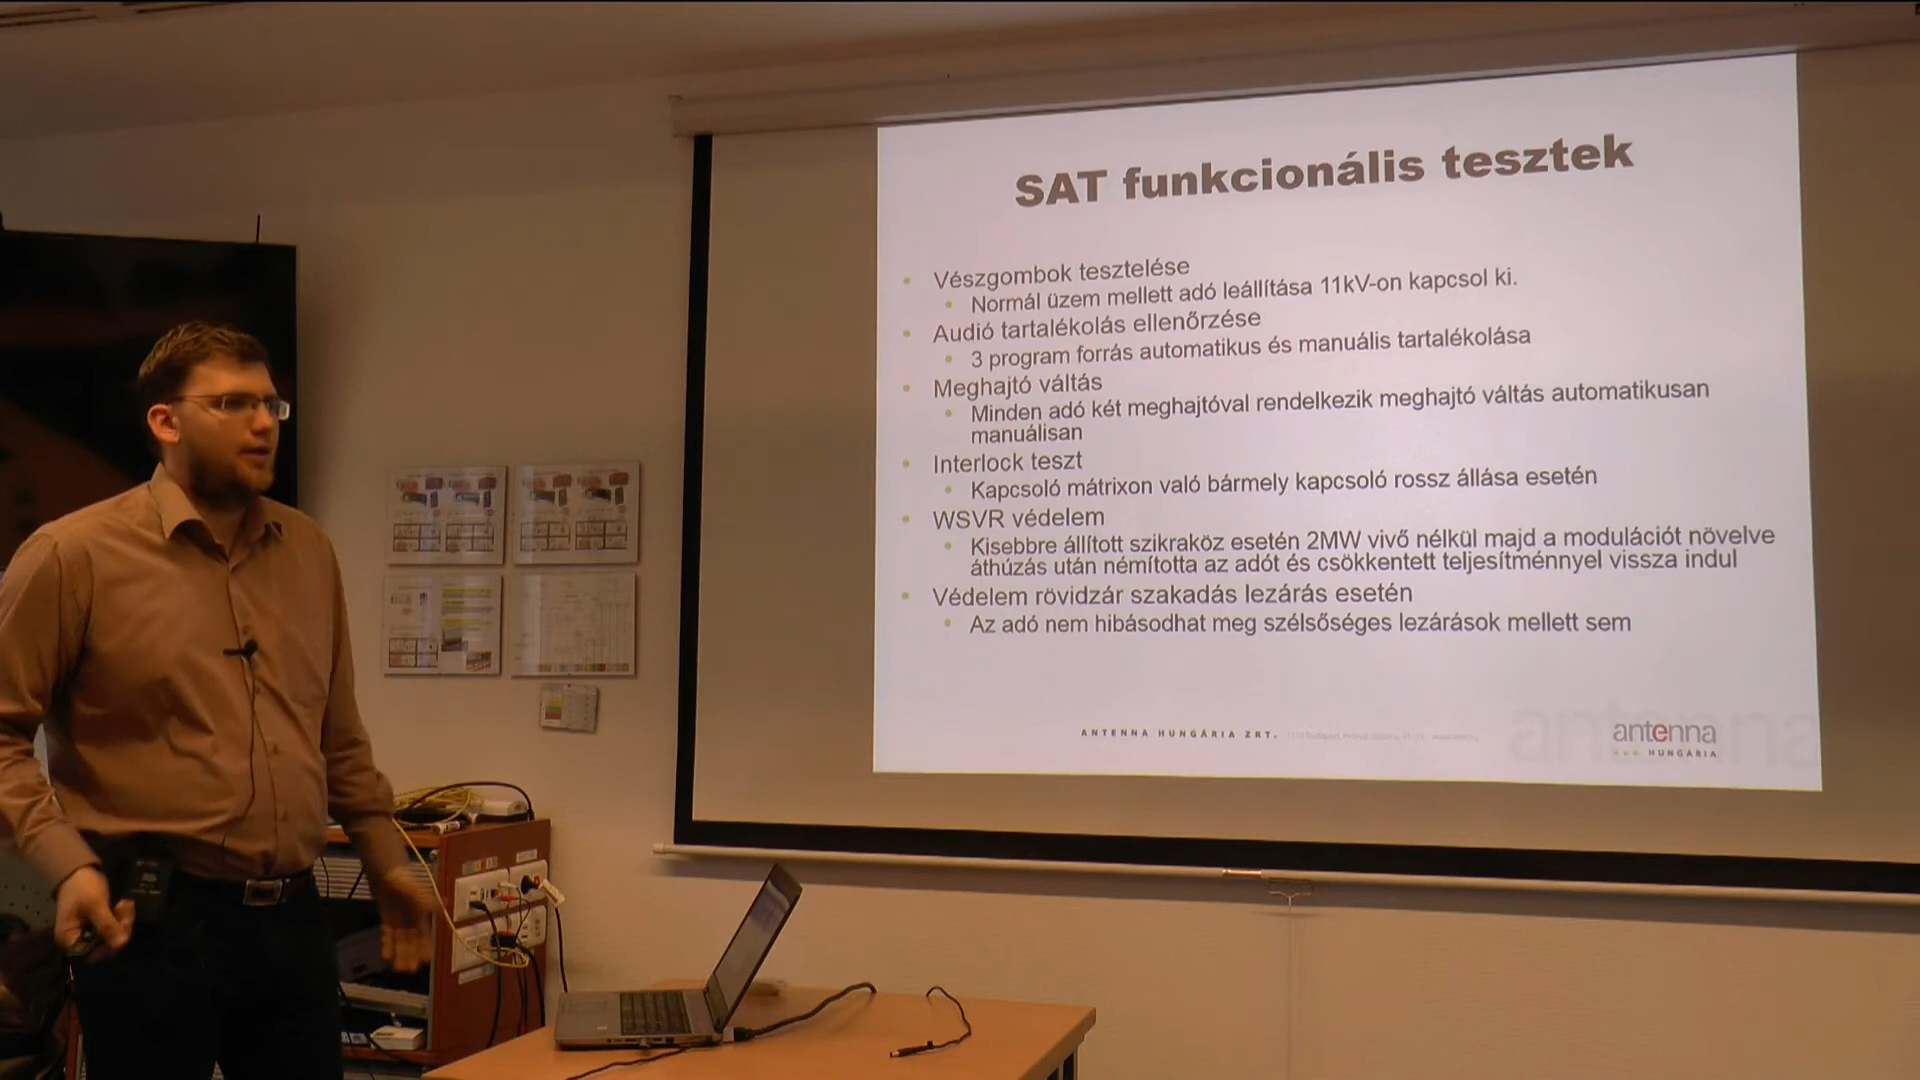 SAT funkcionális tesztek
Vészgombok tesztelése
Normál üzem mellett adó leállítása 11kV-on kapcsol ki.
Audió tartalékolás ellenőrzése
3 program forrás automatikus és manuális tartalékolása
Meghajtó váltás
Minden adó két meghajtóval rendelkezik meghajtó váltás automatikusan
manuálisan
Interlock teszt
Kapcsoló mátrixon való bármely kapcsoló rossz állása esetén
WSVR védelem
Kisebbre állított szikraköz esetén 2MW vivő nélkül majd a modulációt növelve
áthúzás után némította az adót és csökkentett teljesítménnyel vissza indul
Védelem rövidzár szakadás lezárás esetén
Az adó nem hibásodhat meg szélsőséges lezárások mellett sem
ANTENNA HUNGÁRIA ZRT.
antenna
HUNGÁRIA